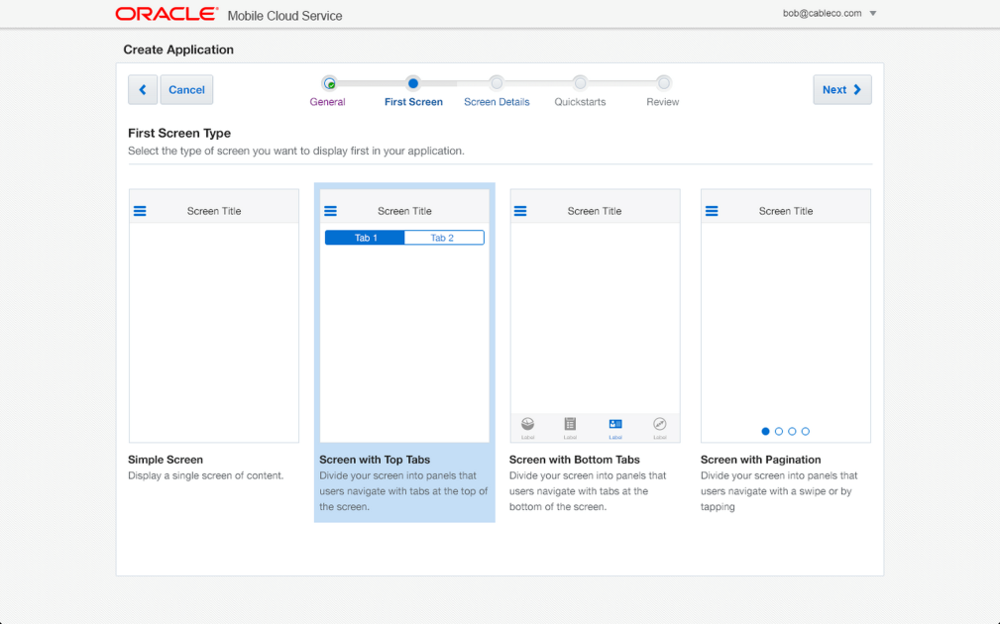 ORACLE Mobile Cloud Service
bob@cableco.com
Create Application
Cancel
General
First Screen
Screen Details
Quickstarts
Review
Next
First Screen Type
Select the type of screen you want to display first in your application.
Screen Title
Screen Title
Screen Title
Screen Title
Tab 1
Tab 2
Label
Label
Label
Label
Simple Screen
Display a single screen of content.
Screen with Top Tabs
Divide your screen into panels that
users navigate with tabs at the top of
the screen.
Screen with Bottom Tabs
Divide your screen into panels that
users navigate with tabs at the
bottom of the screen.
Screen with Pagination
Divide your screen into panels that
users navigate with a swipe or by
tapping